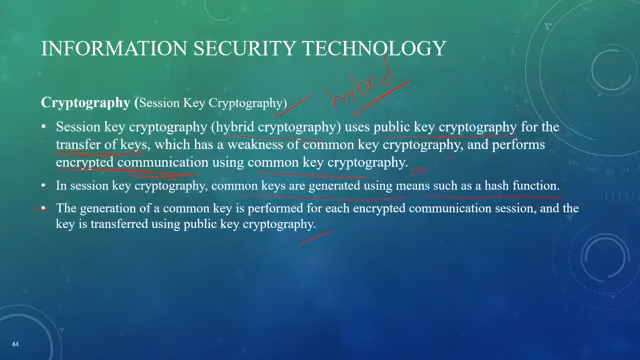 INFORMATION SECURITY TECHNOLOGY
hybrid
Cryptography (Session Key Cryptography)
• Session key cryptography (hybrid cryptography) uses public key cryptography for the
transfer of keys, which has a weakness of common key cryptography, and performs
encrypted communication using common key cryptography.
• In session key cryptography, common keys are generated using means such as a hash function.
• The generation of a common key is performed for each encrypted communication session, and the
key is transferred using public key cryptography.
44